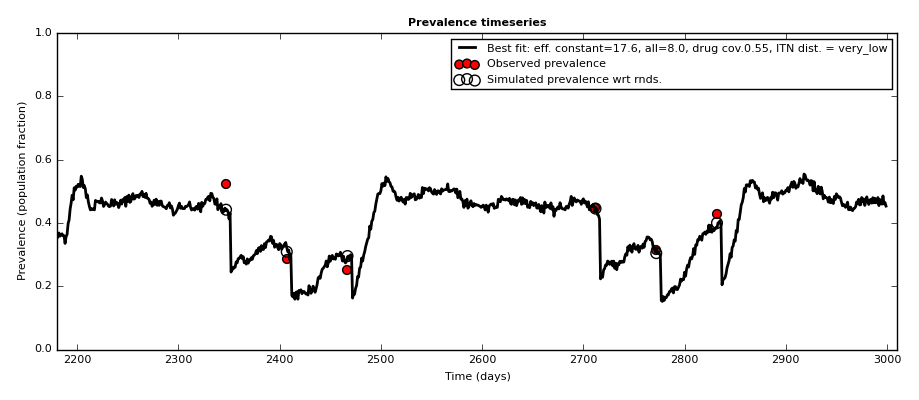 Prevalence timeseries
Best fit: eff. constant=17.6, all=8.0, drug cov.0.55, ITN dist. = very_low
Observed prevalence
Simulated prevalence wrt rnds.
Prevalence (population fraction)
1.0
0.8
0.6
0.4
0.2
0.0
2200 2300 2400 2500 2600 2700 2800 2900 3000
Time (days)